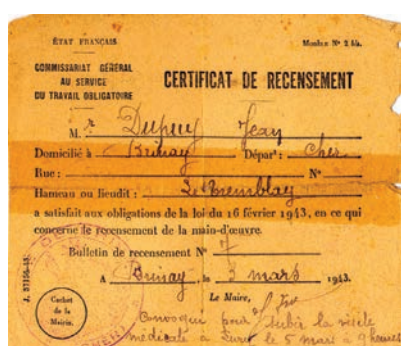 ÉTAT FRANÇAIS
Modèle N° 2 bis.
COMMISSARIAT GÉNÉRAL
AU SERVICE
DU TRAVAIL OBLIGATOIRE
CERTIFICAT DE RECENSEMENT
M. r Dupuy Jean
Domicilié à Brinay Départ t : Cher
Rue : N°
Hameau ou lieudit : Le Tremblay
a satisfait aux obligations de la loi du 16 février 1943, en ce qui
concerne le recensement de la main-d'œuvre.
Bulletin de recensement N° 7
A Brinay, le 3 mars 1943.
Le Maire,
Cachet
de la
Mairie.
J. 37156-43.
Convoqué pour subir la visite
médicale à le 5 mars à 9 heures